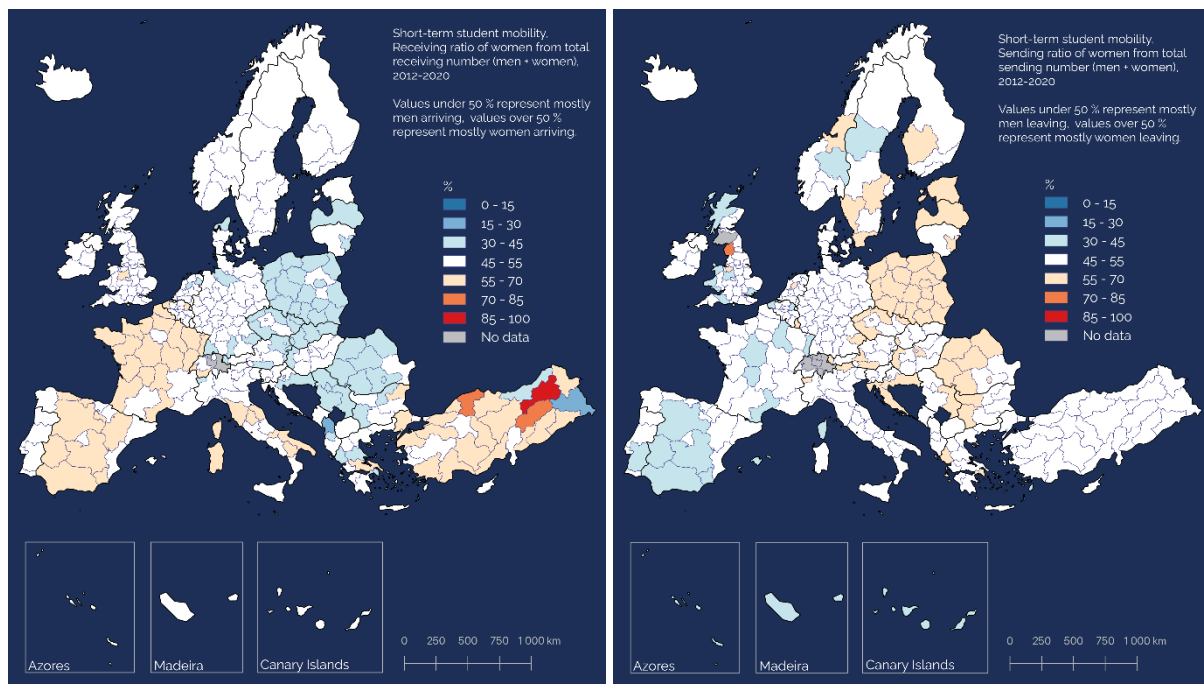 Short-term student mobility,
Receiving ratio of women from total
receiving number (men + women),
2012-2020
Values under 50 % represent mostly
men arriving, values over 50 %
represent mostly women arriving.
%
0 - 15
15 - 30
30 - 45
45 - 55
55 - 70
70 - 85
85 - 100
No data
Azores
Madeira
Canary Islands
0 250 500 750 1 000 km
Short-term student mobility,
Sending ratio of women from total
sending number (men + women),
2012-2020
Values under 50 % represent mostly
men leaving, values over 50 %
represent mostly women leaving.
%
0 - 15
15 - 30
30 - 45
45 - 55
55 - 70
70 - 85
85 - 100
No data
Azores
Madeira
Canary Islands
0 250 500 750 1 000 km